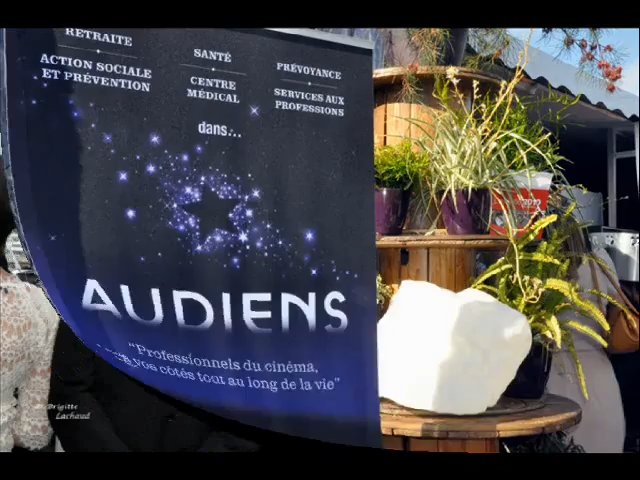 RETRAITE
ACTION SOCIALE
ET PRÉVENTION
SANTÉ
CENTRE
MÉDICAL
PRÉVOYANCE
SERVICES AUX
PROFESSIONS
dans...
AUDIENS
“Professionnels du cinéma,
à vos côtés tout au long de la vie”
Brigitte
Lachaud